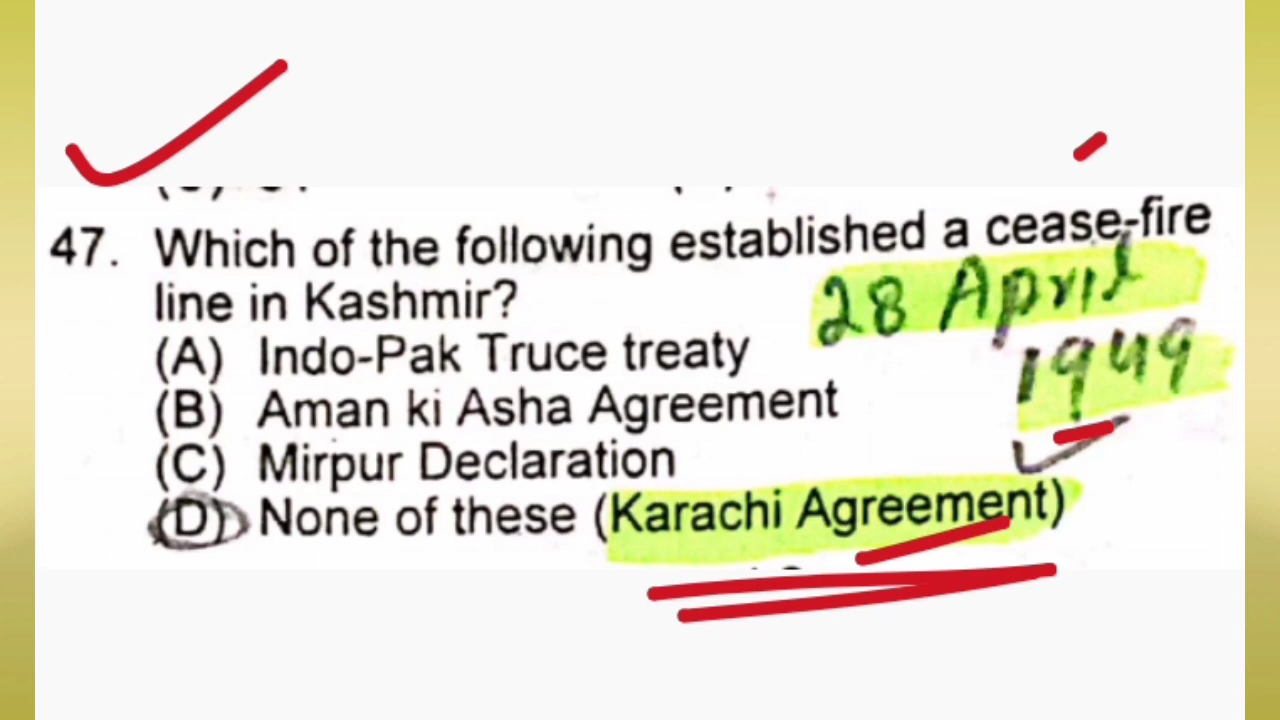 47. Which of the following established a cease-fire
line in Kashmir?
28 April
1949
(A) Indo-Pak Truce treaty
(B) Aman ki Asha Agreement
(C) Mirpur Declaration
(D) None of these (Karachi Agreement)